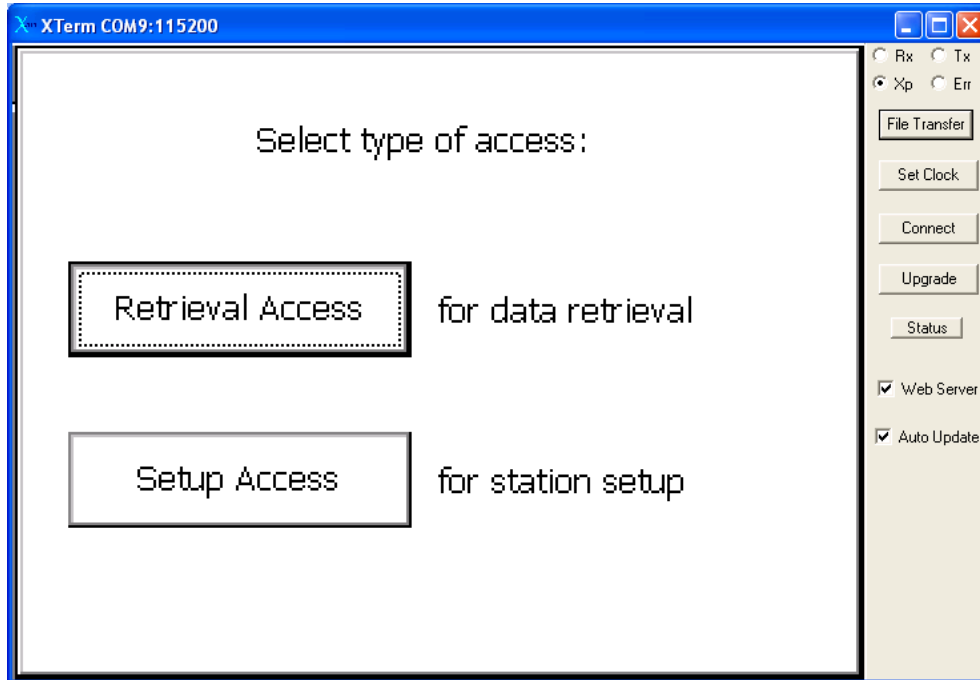 XTerm COM9:115200
Rx Tx
Xp Err
File Transfer
Set Clock
Connect
Upgrade
Status
Web Server
Auto Update
Select type of access:
Retrieval Access for data retrieval
Setup Access for station setup